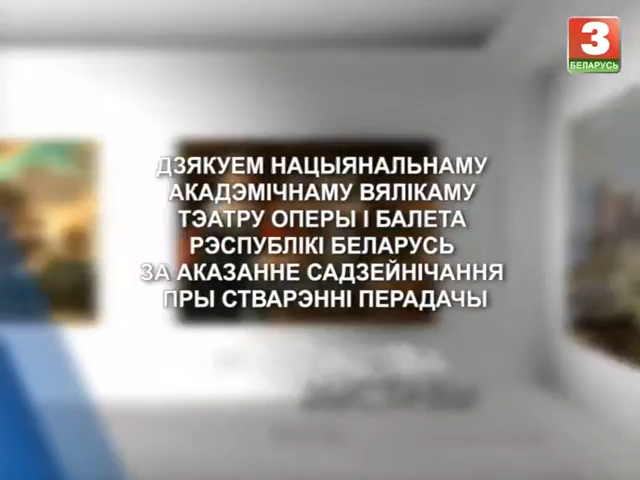 3
БЕЛАРУСЬ
ДЗЯКУЕМ НАЦЫЯНАЛЬНАМУ
АКАДЭМІЧНАМУ ВЯЛІКАМУ
ТЭАТРУ ОПЕРЫ І БАЛЕТА
РЭСПУБЛІКІ БЕЛАРУСЬ
ЗА АКАЗАННЕ САДЗЕЙНІЧАННЯ
ПРЫ СТВАРЭННІ ПЕРАДАЧЫ